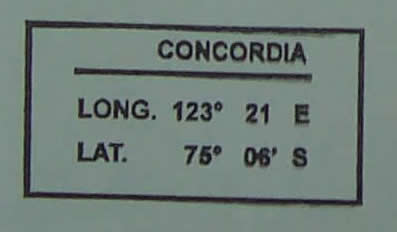 CONCORDIA
LONG. 123° 21 E
LAT. 75° 06' S